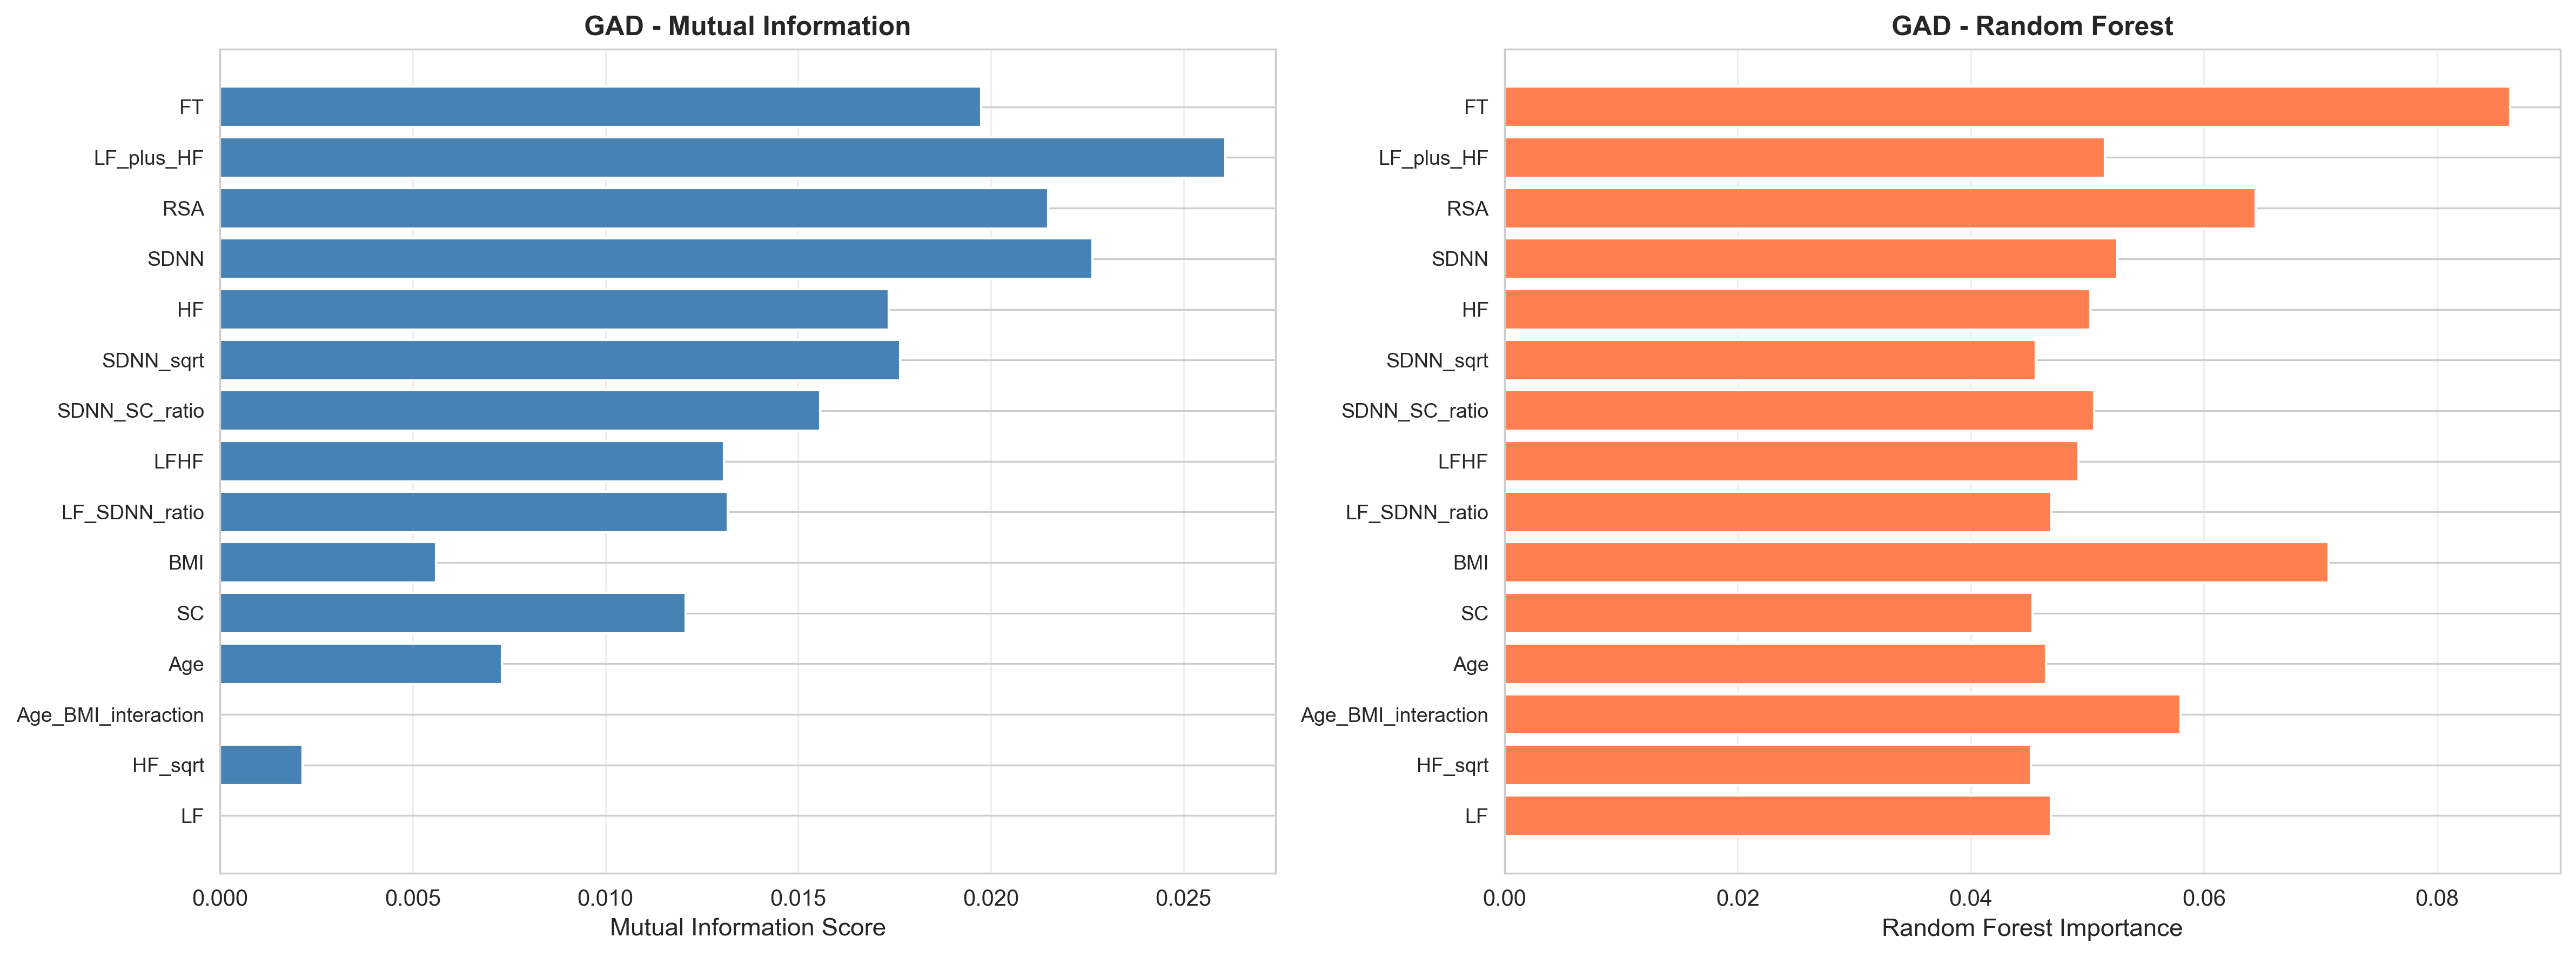 GAD - Mutual Information
FT
LF_plus_HF
RSA
SDNN
HF
SDNN_sqrt
SDNN_SC_ratio
LFHF
LF_SDNN_ratio
BMI
SC
Age
Age_BMI_interaction
HF_sqrt
LF
0.000 0.005 0.010 0.015 0.020 0.025
Mutual Information Score
GAD - Random Forest
FT
LF_plus_HF
RSA
SDNN
HF
SDNN_sqrt
SDNN_SC_ratio
LFHF
LF_SDNN_ratio
BMI
SC
Age
Age_BMI_interaction
HF_sqrt
LF
0.00 0.02 0.04 0.06 0.08
Random Forest Importance